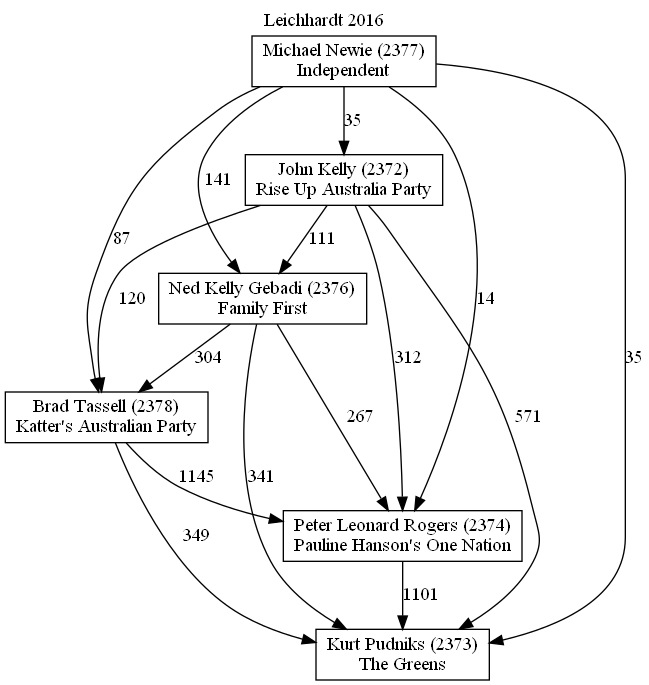 Leichhardt 2016
Michael Newie (2377)
Independent
35
John Kelly (2372)
Rise Up Australia Party
141
87
111
120
Ned Kelly Gebadi (2376)
Family First
14
304
312
35
Brad Tassell (2378)
Katter's Australian Party
267
571
1145
341
Peter Leonard Rogers (2374)
Pauline Hanson's One Nation
349
1101
Kurt Pudniks (2373)
The Greens